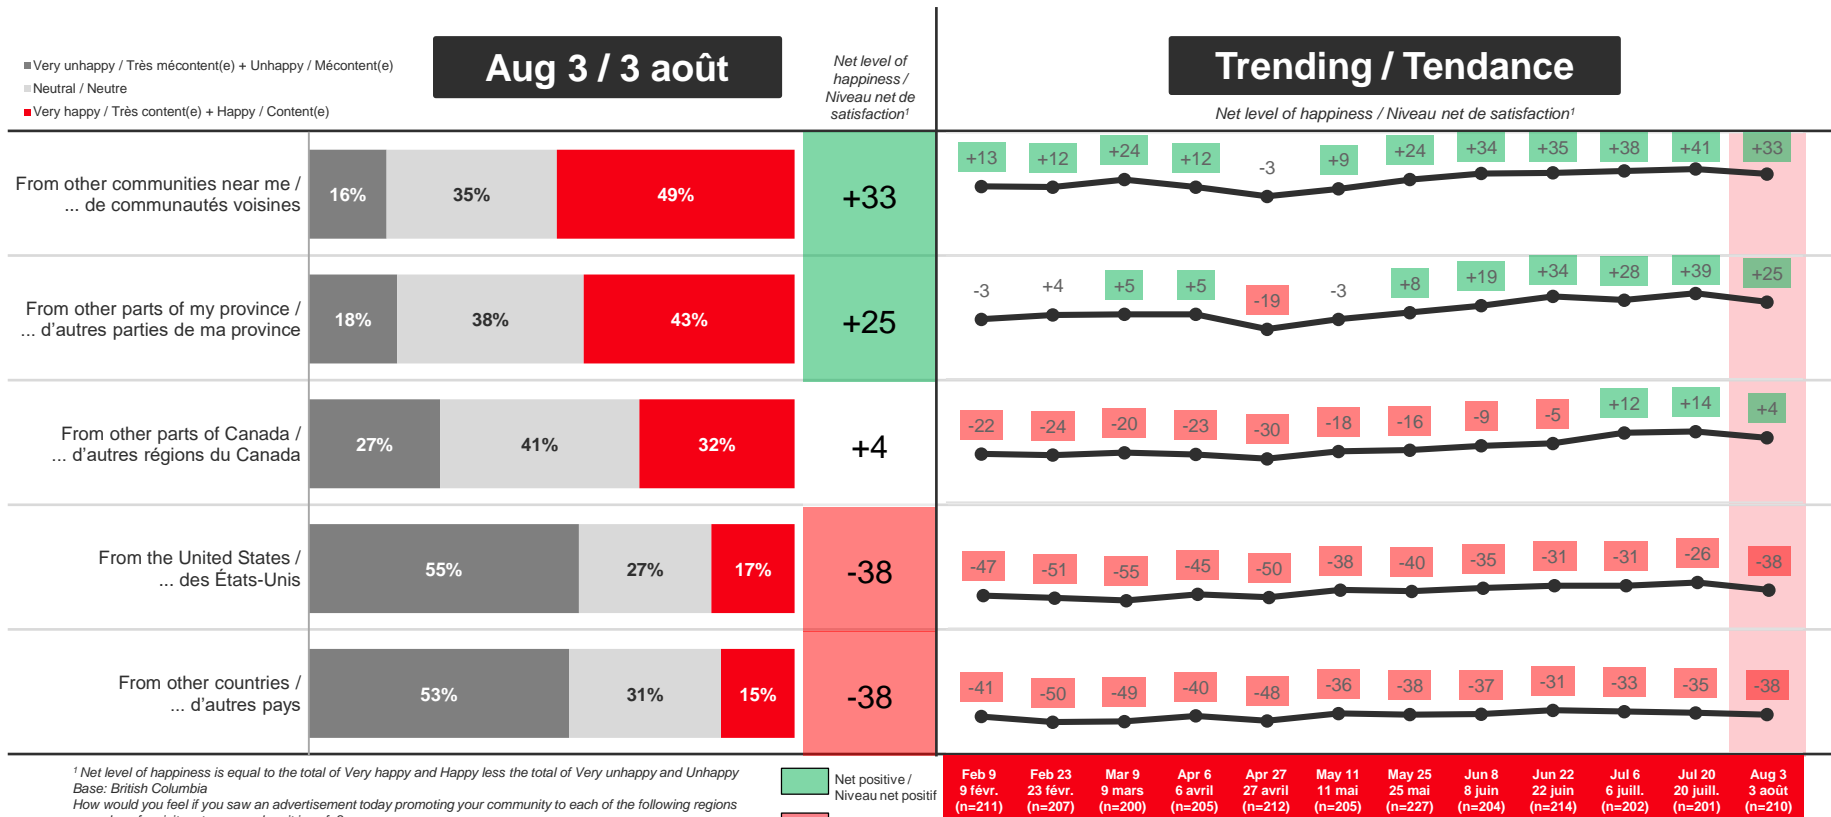 Very unhappy / Très mécontent(e) + Unhappy / Mécontent(e)
Neutral / Neutre
Very happy / Très content(e) + Happy / Content(e)
Aug 3 / 3 août
Net level of
happiness /
Niveau net de
satisfaction¹
Trending / Tendance
Net level of happiness / Niveau net de satisfaction¹
From other communities near me /
... de communautés voisines
16% 35% 49% +33
+13 +12 +24 +12 -3 +9 +24 +34 +35 +38 +41 +33
From other parts of my province /
... d'autres parties de ma province
18% 38% 43% +25
-3 +4 +5 +5 -19 -3 +8 +19 +34 +28 +39 +25
From other parts of Canada /
... d'autres régions du Canada
27% 41% 32% +4
-22 -24 -20 -23 -30 -18 -16 -9 -5 +12 +14 +4
From the United States /
... des États-Unis
55% 27% 17% -38
-47 -51 -55 -45 -50 -38 -40 -35 -31 -31 -26 -38
From other countries /
... d'autres pays
53% 31% 15% -38
-41 -50 -49 -40 -48 -36 -38 -37 -31 -33 -35 -38
¹ Net level of happiness is equal to the total of Very happy and Happy less the total of Very unhappy and Unhappy
Base: British Columbia
How would you feel if you saw an advertisement today promoting your community to each of the following regions
Net positive /
Niveau net positif
Feb 9 Feb 23 Mar 9 Apr 6 Apr 27 May 11 May 25 Jun 8 Jun 22 Jul 6 Jul 20 Aug 3
9 févr. 23 févr. 9 mars 6 avril 27 avril 11 mai 25 mai 8 juin 22 juin 6 juill. 20 juill. 3 août
(n=211) (n=207) (n=200) (n=205) (n=212) (n=205) (n=227) (n=204) (n=214) (n=202) (n=201) (n=210)